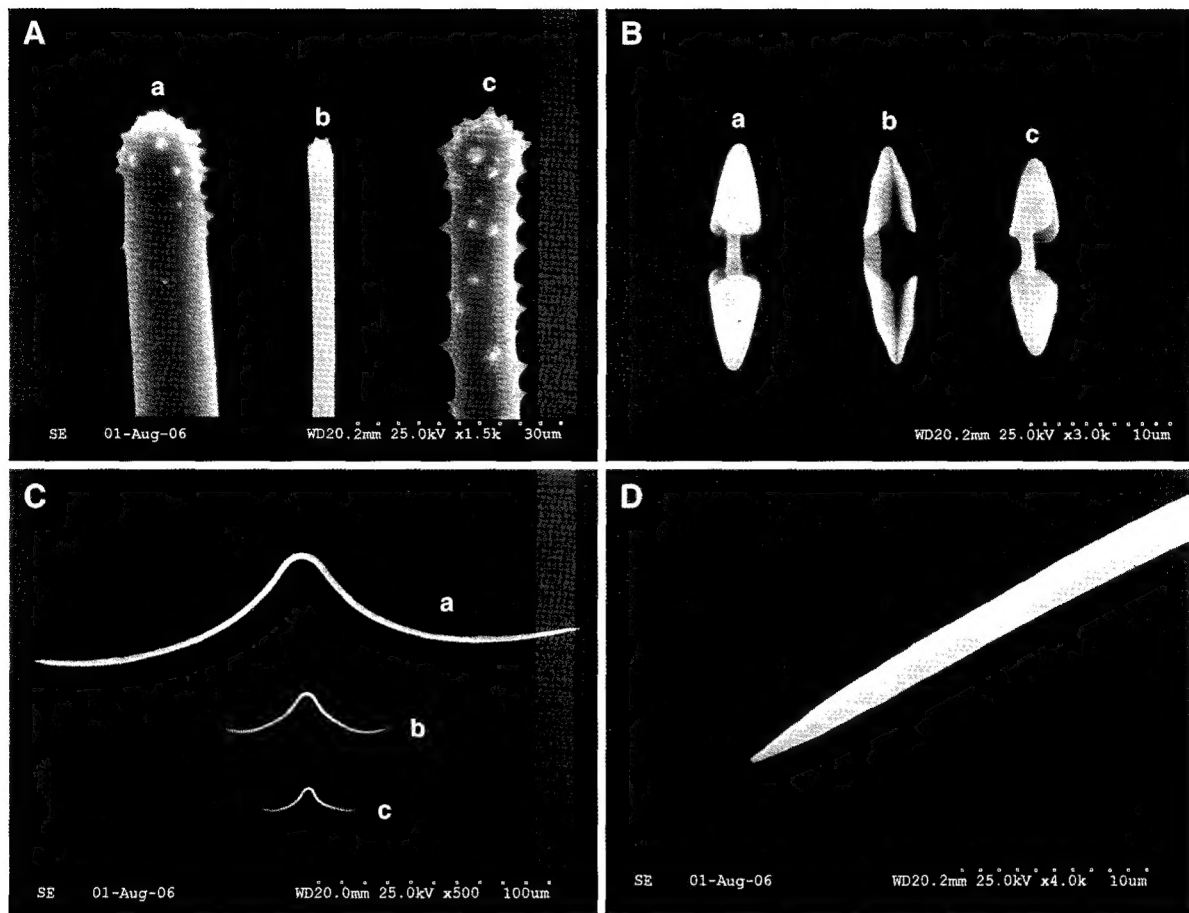 A
a
b
c
SE 01-Aug-06 WD20.2mm 25.0kV x1.5k 30um
B
a
b
c
WD20.2mm 25.0kV x3.0k 10um
C
a
b
c
SE 01-Aug-06 WD20.0mm 25.0kV x500 100um
D
SE 01-Aug-06 WD20.2mm 25.0kV x4.0k 10um